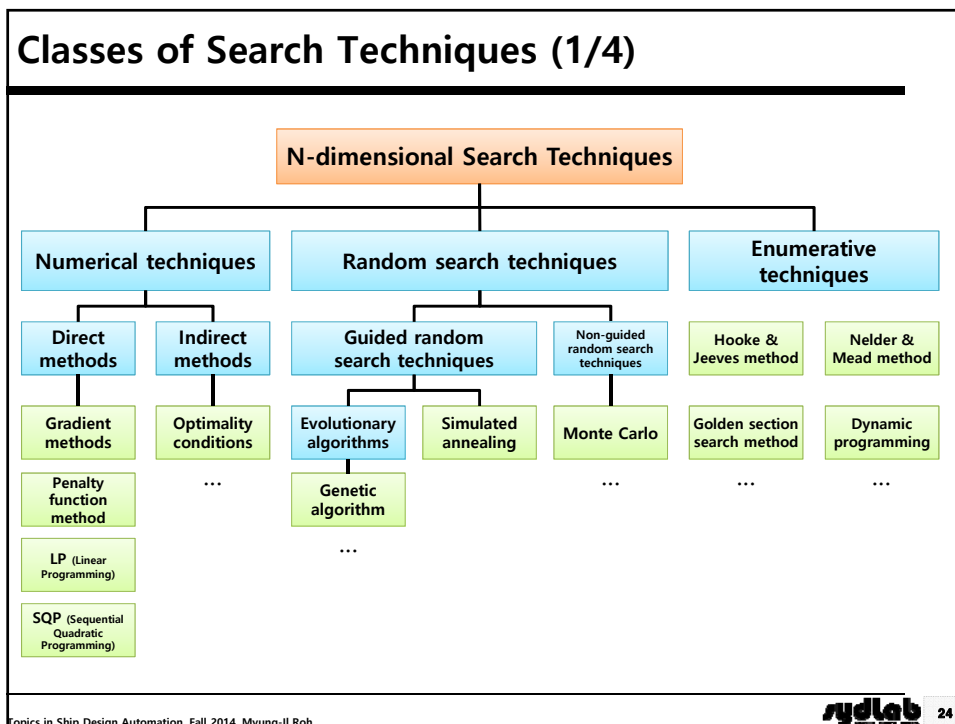 Classes of Search Techniques (1/4)
N-dimensional Search Techniques
Numerical techniques
Random search techniques
Enumerative
techniques
Direct
methods
Indirect
methods
Guided random
search techniques
Non-guided
random search
techniques
Hooke &
Jeeves method
Nelder &
Mead method
Gradient
methods
Optimality
conditions
Evolutionary
algorithms
Simulated
annealing
Monte Carlo
Golden section
search method
Dynamic
programming
Penalty
function
method
...
Genetic
algorithm
...
...
...
...
LP (Linear
Programming)
SQP (Sequential
Quadratic
Programming)
Topics in Ship Design Automation, Fall 2014, Myung-Il Roh
sydlab
24